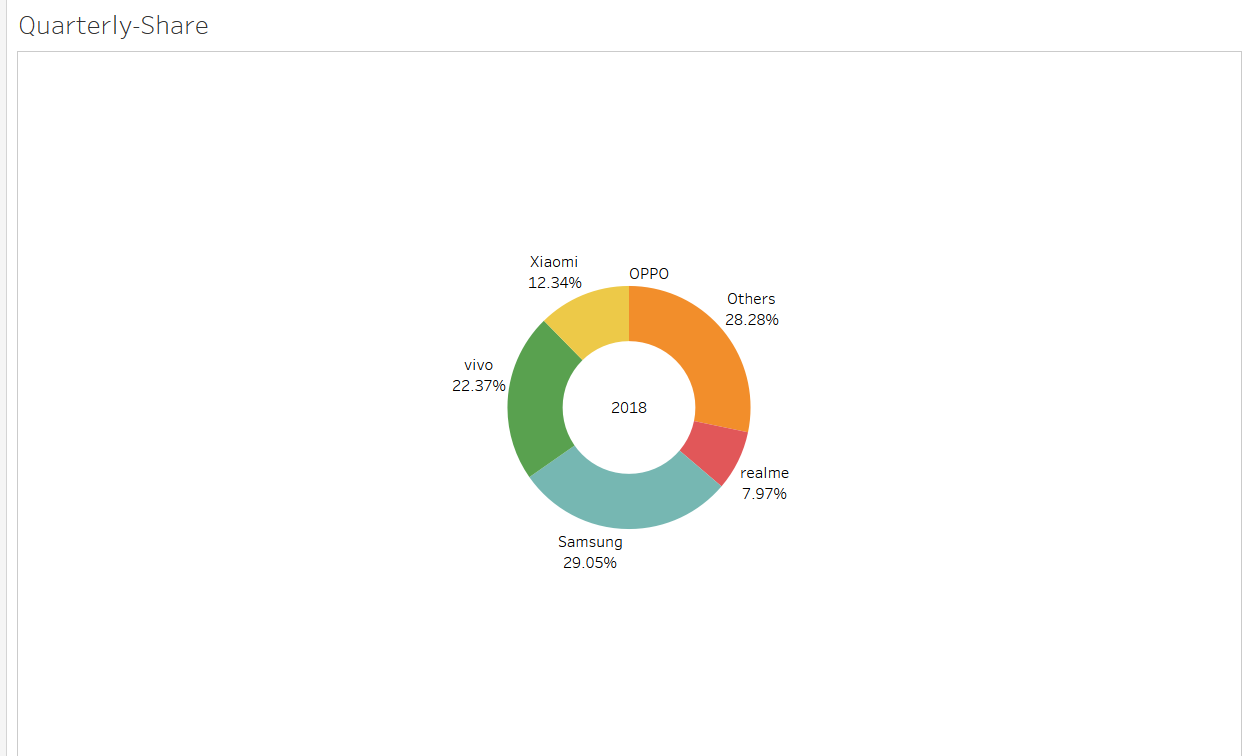 Quarterly-Share
Xiaomi
12.34%
OPPO
Others
28.28%
vivo
22.37%
2018
realme
7.97%
Samsung
29.05%